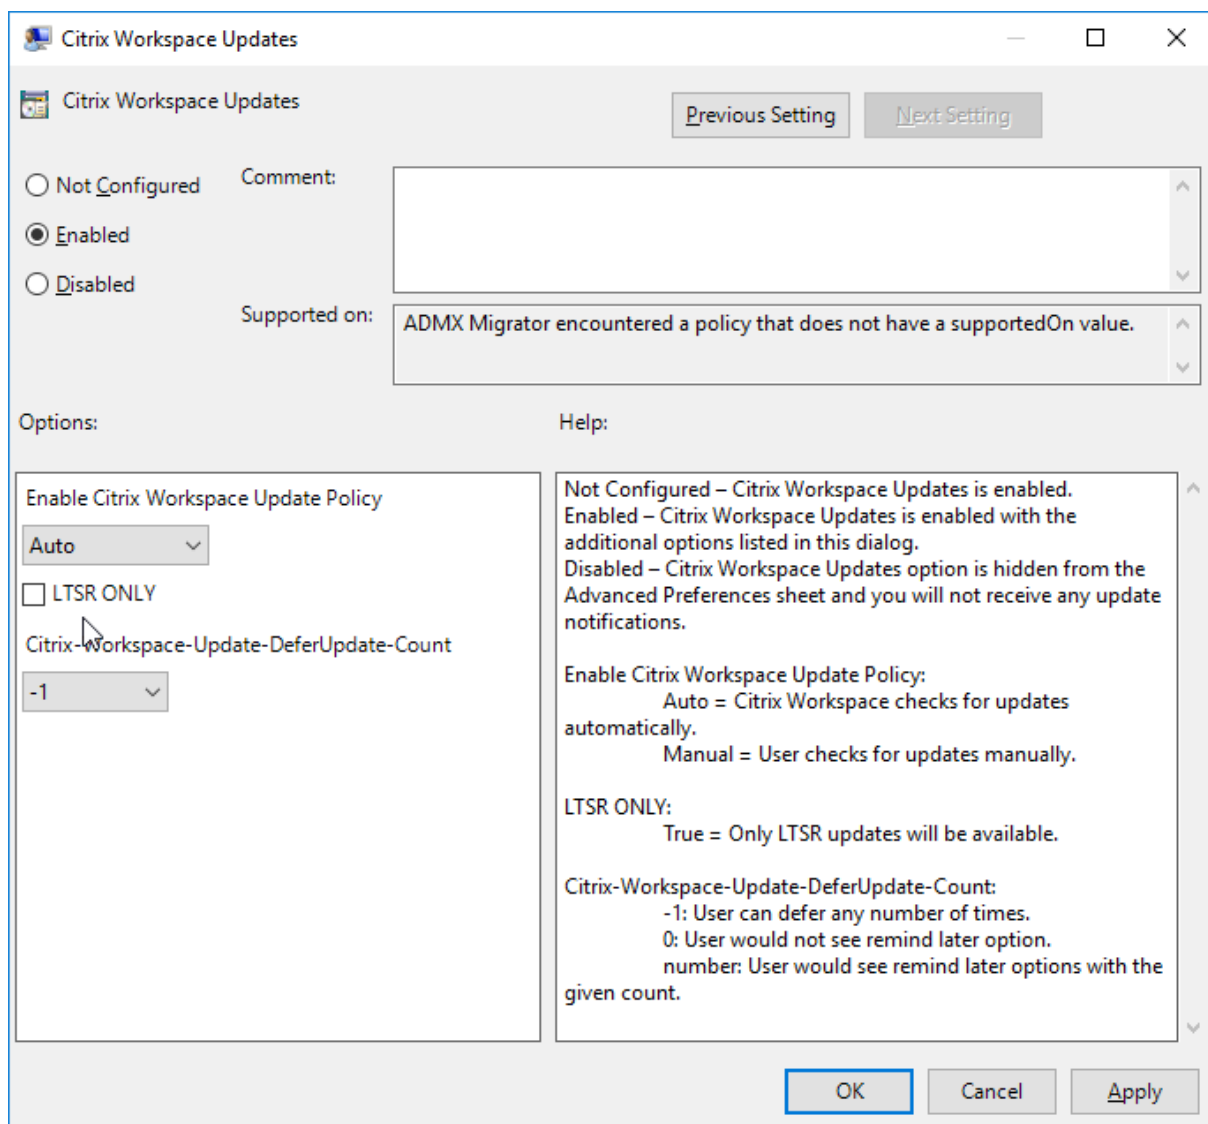 Citrix Workspace Updates
Citrix Workspace Updates
Previous Setting
Next Setting
Not Configured
Comment:
Enabled
Disabled
Supported on:
ADMX Migrator encountered a policy that does not have a supportedOn value.
Options:
Help:
Enable Citrix Workspace Update Policy
Auto
LTSR ONLY
Citrix-Workspace-Update-DeferUpdate-Count
-1
Not Configured – Citrix Workspace Updates is enabled.
Enabled – Citrix Workspace Updates is enabled with the
additional options listed in this dialog.
Disabled – Citrix Workspace Updates option is hidden from the
Advanced Preferences sheet and you will not receive any update
notifications.
Enable Citrix Workspace Update Policy:
Auto = Citrix Workspace checks for updates
automatically.
Manual = User checks for updates manually.
LTSR ONLY:
True = Only LTSR updates will be available.
Citrix-Workspace-Update-DeferUpdate-Count:
-1: User can defer any number of times.
0: User would not see remind later option.
number: User would see remind later options with the
given count.
OK
Cancel
Apply